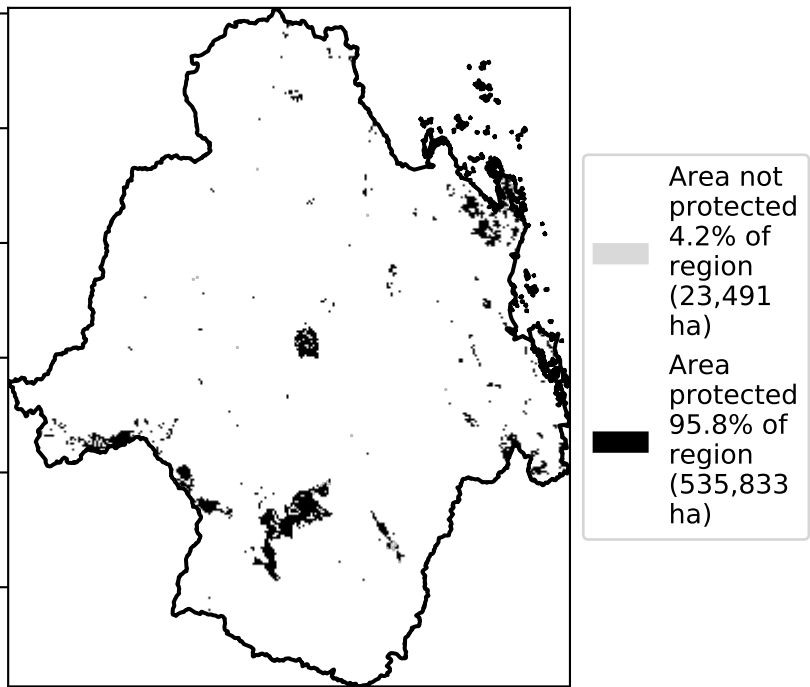 Area not
protected
4.2% of
region
(23,491
ha)
Area
protected
95.8% of
region
(535,833
ha)